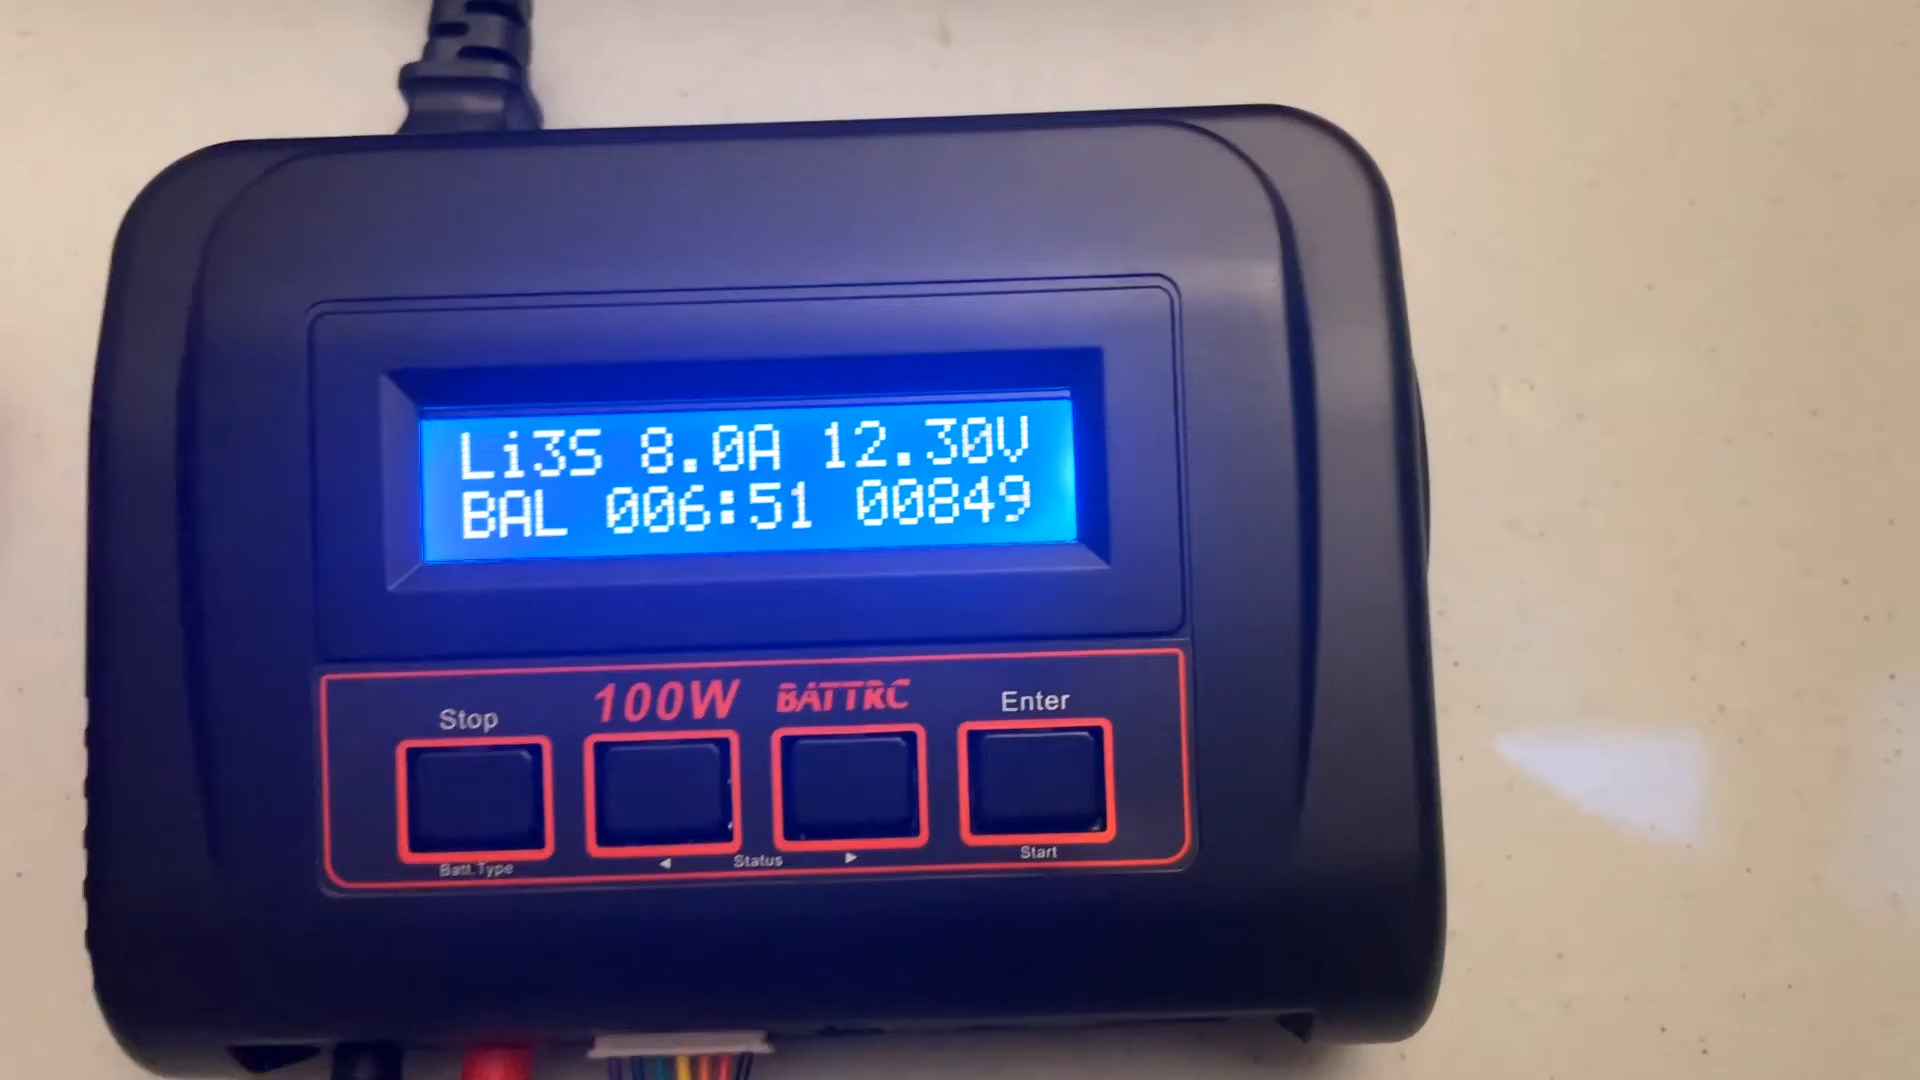 Li3S 8.0A 12.30V
BAL 006:51 00849
Stop 100W BATTRC Enter
Batt.Type ◄ Status ► Start